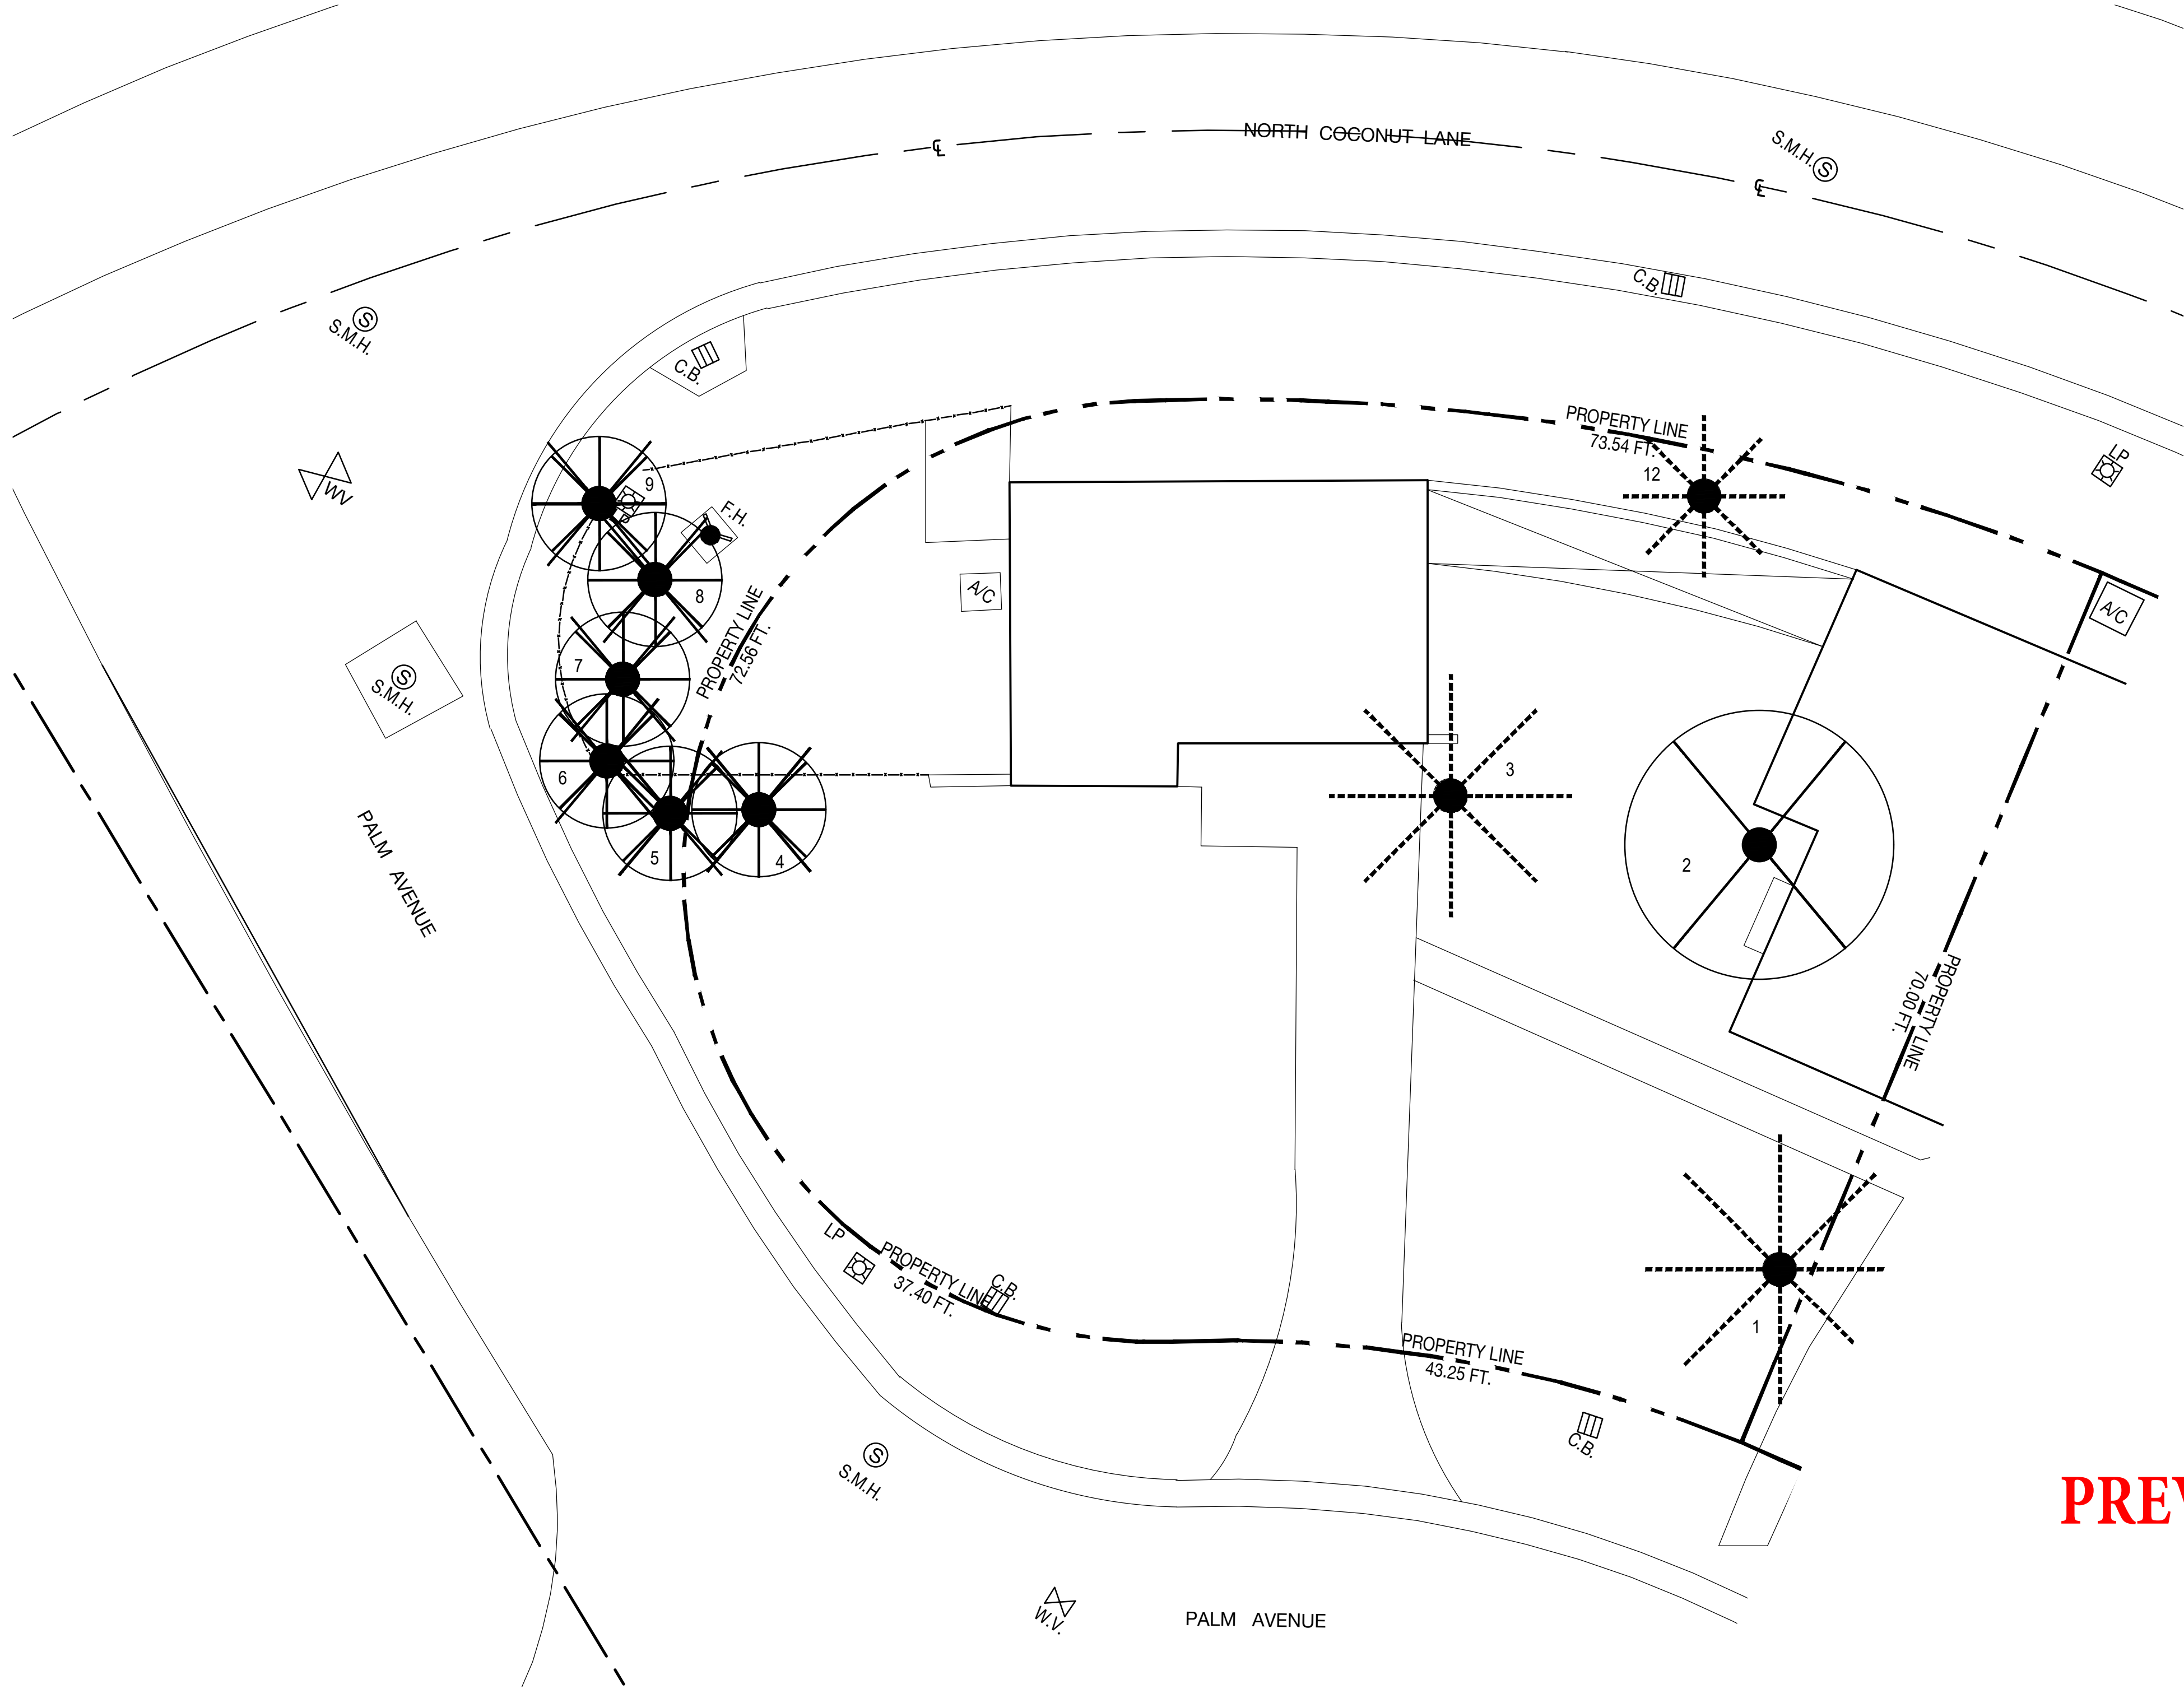 NORTH COCONUT LANE
℄
℄
S.M.H.
S
S
S.M.H.
C.B.
C.B.
PROPERTY LINE
73.54 FT.
12
LP
WV
9
F.H.
8
A/C
A/C
PROPERTY LINE
72.56 FT.
7
S
S.M.H.
6
5
4
3
2
PALM AVENUE
PROPERTY LINE
70.00 FT.
LP
PROPERTY LINE
37.40 FT.
C.B.
1
PROPERTY LINE
43.25 FT.
C.B.
S
S.M.H.
PREV
W.V.
PALM AVENUE